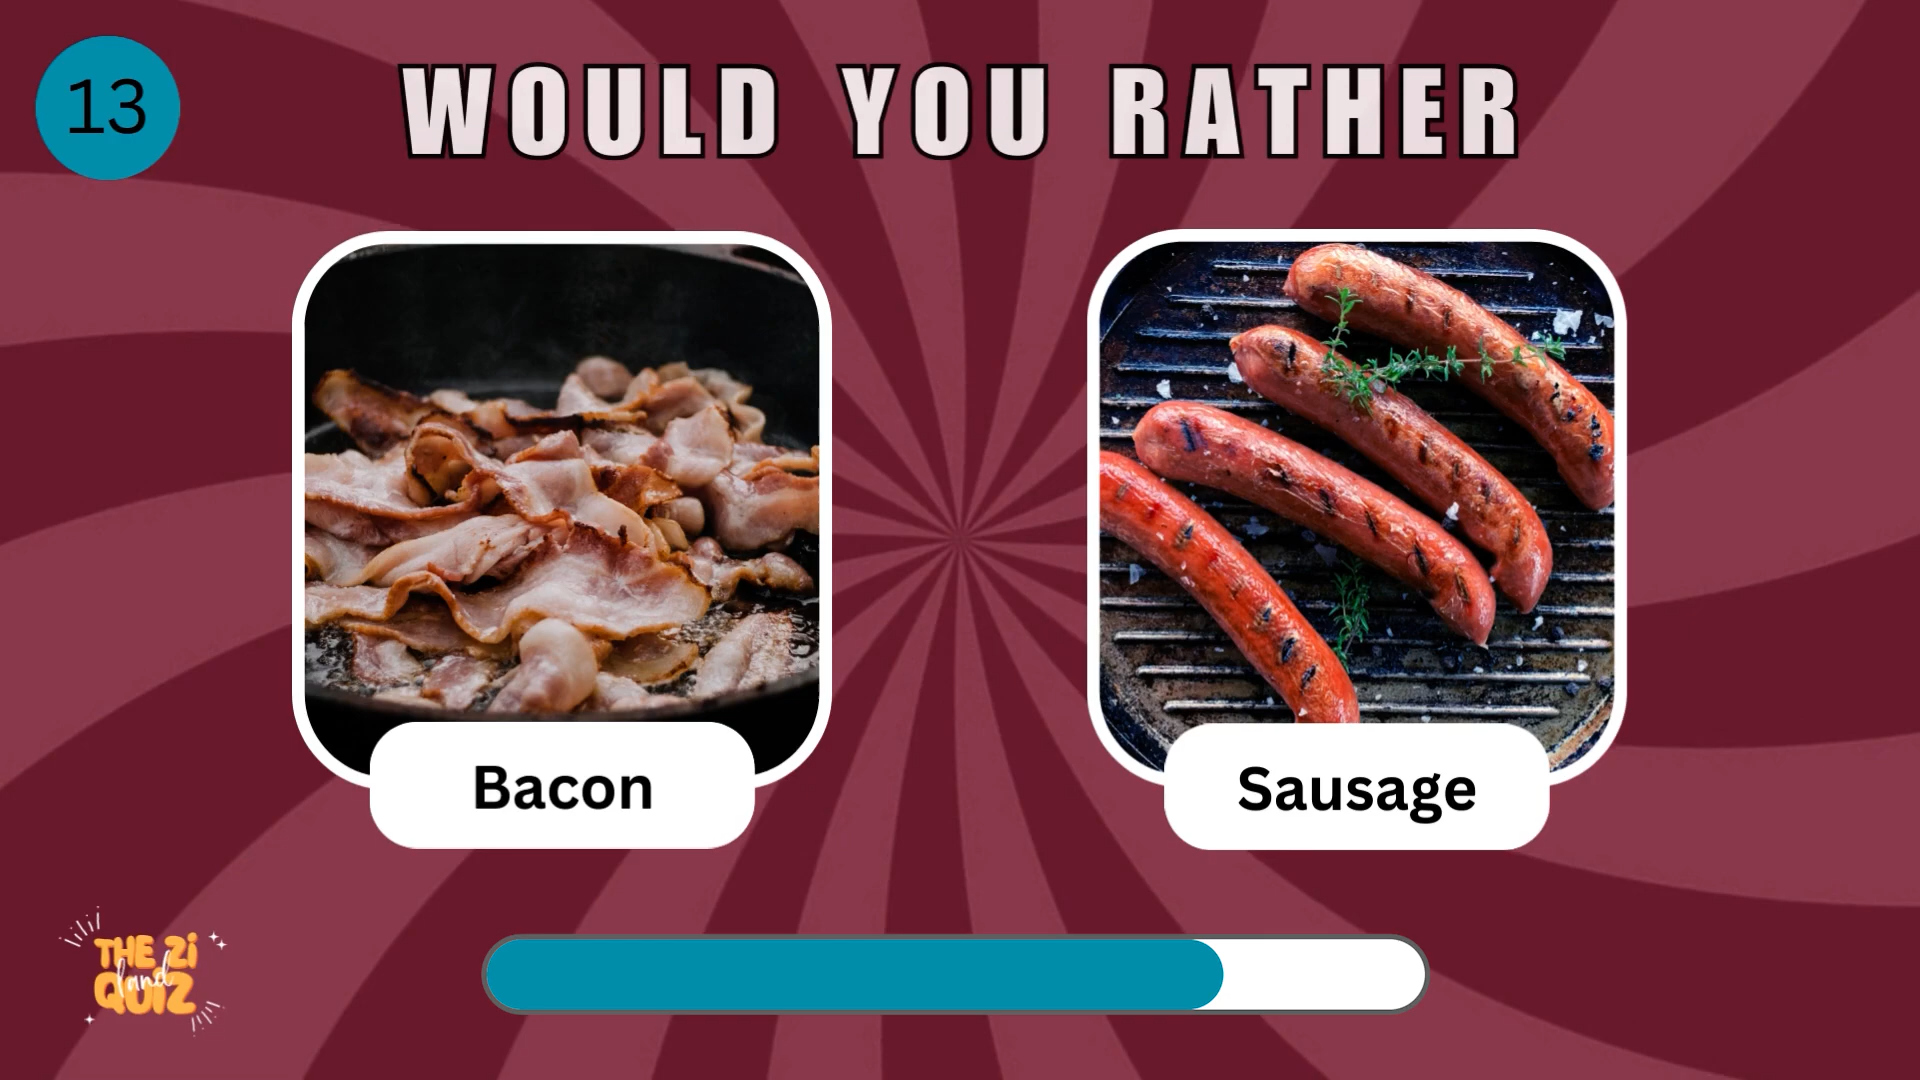 13
WOULD YOU RATHER
Bacon
Sausage
THE Zi
land
QUIZ